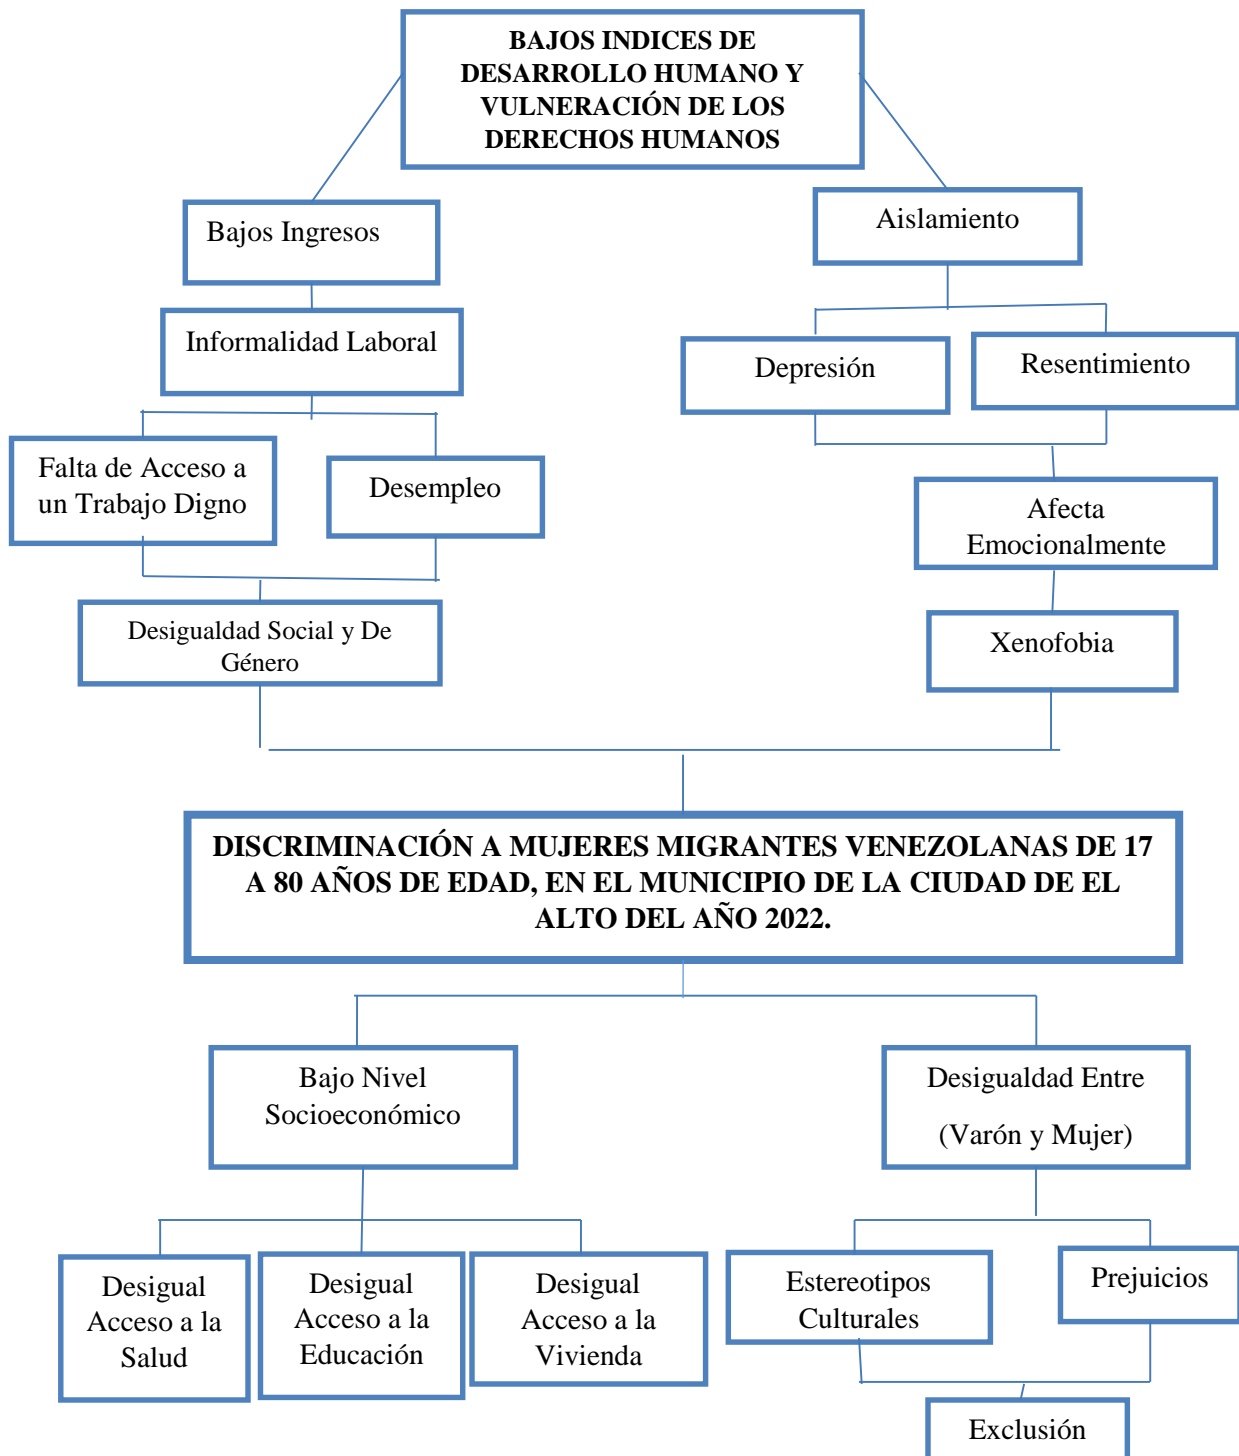 BAJOS INDICES DE
DESARROLLO HUMANO Y
VULNERACIÓN DE LOS
DERECHOS HUMANOS
Bajos Ingresos
Aislamiento
Informalidad Laboral
Depresión
Resentimiento
Falta de Acceso a
un Trabajo Digno
Desempleo
Afecta
Emocionalmente
Desigualdad Social y De
Género
Xenofobia
DISCRIMINACIÓN A MUJERES MIGRANTES VENEZOLANAS DE 17
A 80 AÑOS DE EDAD, EN EL MUNICIPIO DE LA CIUDAD DE EL
ALTO DEL AÑO 2022.
Bajo Nivel
Socioeconómico
Desigualdad Entre
(Varón y Mujer)
Desigual
Acceso a la
Salud
Desigual
Acceso a la
Educación
Desigual
Acceso a la
Vivienda
Estereotipos
Culturales
Prejuicios
Exclusión